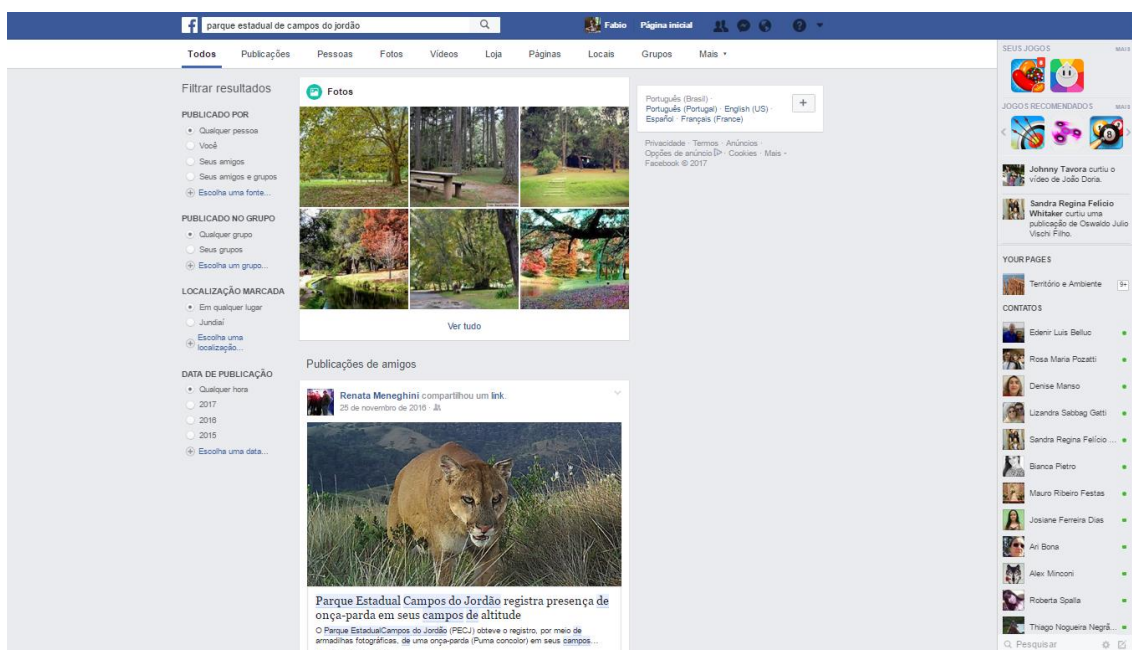 parque estadual de campos do jordão
Fabio
Página inicial
Todos Publicações Pessoas Fotos Vídeos Loja Páginas Locais Grupos Mais
Filtrar resultados
PUBLICADO POR
Qualquer pessoa
Você
Seus amigos
Seus amigos e grupos
Escolha uma fonte...
PUBLICADO NO GRUPO
Qualquer grupo
Seus grupos
Escolha um grupo...
LOCALIZAÇÃO MARCADA
Em qualquer lugar
Jundiaí
Escolha uma
localização...
DATA DE PUBLICAÇÃO
Qualquer hora
2017
2016
2015
Escolha uma data...
Fotos
Ver tudo
Publicações de amigos
Renata Meneghini compartilhou um link.
25 de novembro de 2016 ·
Parque Estadual Campos do Jordão registra presença de
onça-parda em seus campos de altitude
O Parque EstadualCampos do Jordão (PECJ) obteve o registro, por meio de
armadilhas fotográficas, de uma onça-parda (Puma concolor) em seus campos...
Português (Brasil) ·
Português (Portugal) · English (US) ·
Español · Français (France)
Privacidade · Termos · Anúncios ·
Opções de anúncio · Cookies · Mais
Facebook © 2017
SEUS JOGOS MAIS
JOGOS RECOMENDADOS MAIS
Johnny Tavora curtiu o
vídeo de João Doria.
Sandra Regina Felício
Whitaker curtiu uma
publicação de Oswaldo Julio
Vischi Filho.
YOUR PAGES
Território e Ambiente 9+
CONTATOS
Edenir Luis Belluc
Rosa Maria Pozatti
Denise Manso
Lizandra Sabbag Gatti
Sandra Regina Felício ...
Bianca Pietro
Mauro Ribeiro Festas
Josiane Ferreira Dias
Ari Bona
Alex Minconi
Roberta Spalla
Thiago Nogueira Negrã...
Pesquisar